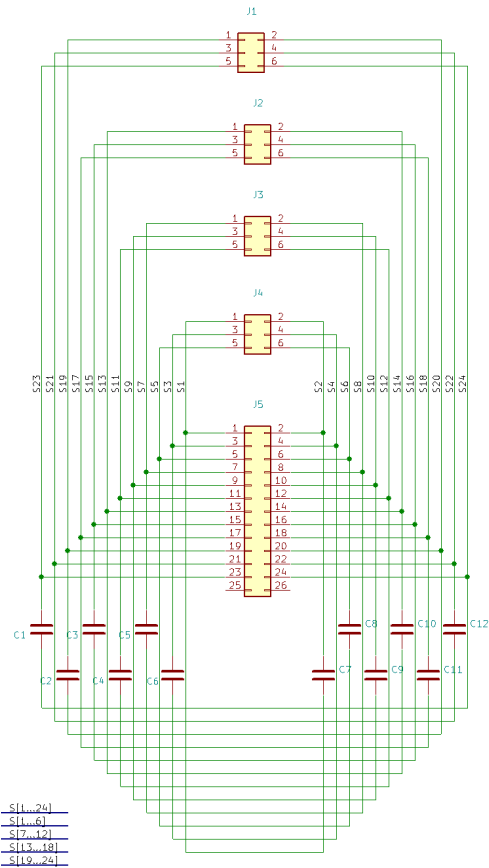 J1
1 2
3 4
5 6
J2
1 2
3 4
5 6
J3
1 2
3 4
5 6
J4
1 2
3 4
5 6
S23 S21 S19 S17 S15 S13 S11 S9 S7 S5 S3 S1 S2 S4 S6 S8 S10 S12 S14 S16 S18 S20 S22 S24
J5
1 2
3 4
5 6
7 8
9 10
11 12
13 14
15 16
17 18
19 20
21 22
23 24
25 26
C1 C3 C5 C8 C10 C12
C2 C4 C6 C7 C9 C11
S[1...24]
S[1...6]
S[7...12]
S[13...18]
S[19...24]